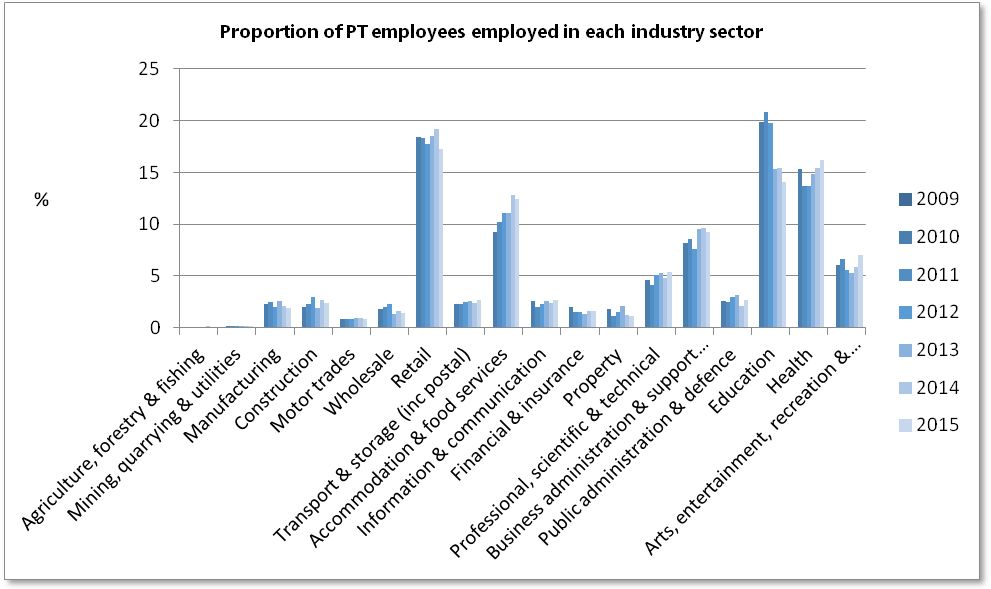 Proportion of PT employees employed in each industry sector
25
20
15
10
5
0
%
Agriculture, forestry & fishing
Mining, quarrying & utilities
Manufacturing
Construction
Motor trades
Wholesale
Retail
Transport & storage (inc postal)
Accommodation & food services
Information & communication
Financial & insurance
Property
Professional, scientific & technical
Business administration & support...
Public administration & defence
Education
Health
Arts, entertainment, recreation &...
2009
2010
2011
2012
2013
2014
2015